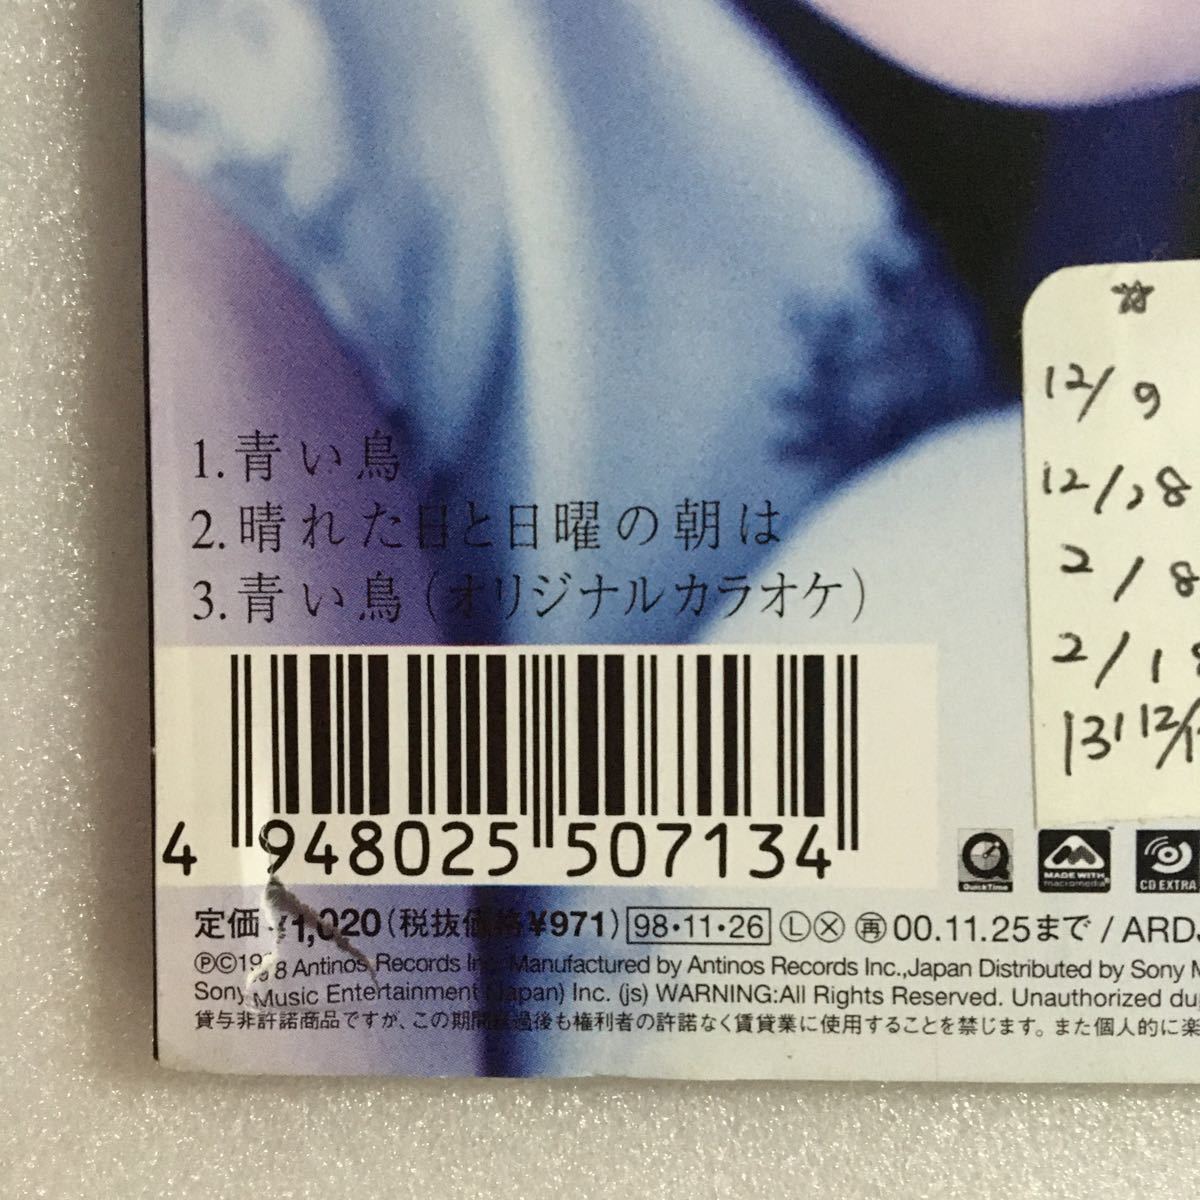 1. 青い鳥
2. 晴れた日と日曜の朝は
3. 青い鳥 (オリジナルカラオケ)
☆
12/9
12/28
2/8
2/1
13' 12/1
4 948025 507134
QuickTime
MADE WITH macromedia
CD EXTRA
定価 ¥1,020 (税抜価格¥971) 98・11・26 Ⓛ Ⓧ ㊢ 00.11.25まで / ARDJ
ⓅⒸ1998 Antinos Records Inc. Manufactured by Antinos Records Inc.,Japan Distributed by Sony M
Sony Music Entertainment (Japan) Inc. (js) WARNING:All Rights Reserved. Unauthorized du
貸与非許諾商品ですが、この期間経過後も権利者の許諾なく賃貸業に使用することを禁じます。また個人的に楽